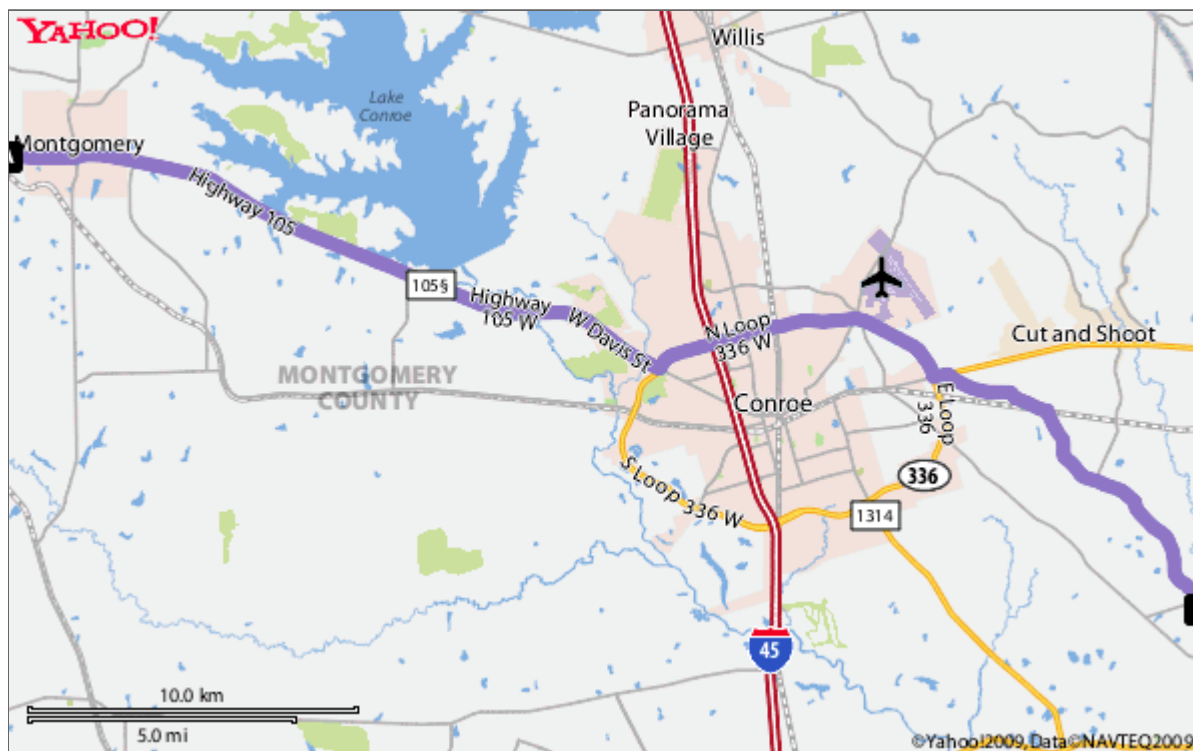 YAHOO!
Willis
Lake
Conroe
Panorama
Village
Montgomery
Highway 105
105§
Highway
105 W
W Davis St
N Loop
336 W
Cut and Shoot
MONTGOMERY
COUNTY
Conroe
E Loop
336
S Loop 336 W
336
1314
45
10.0 km
5.0 mi
©Yahoo!2009, Data©NAVTEQ2009